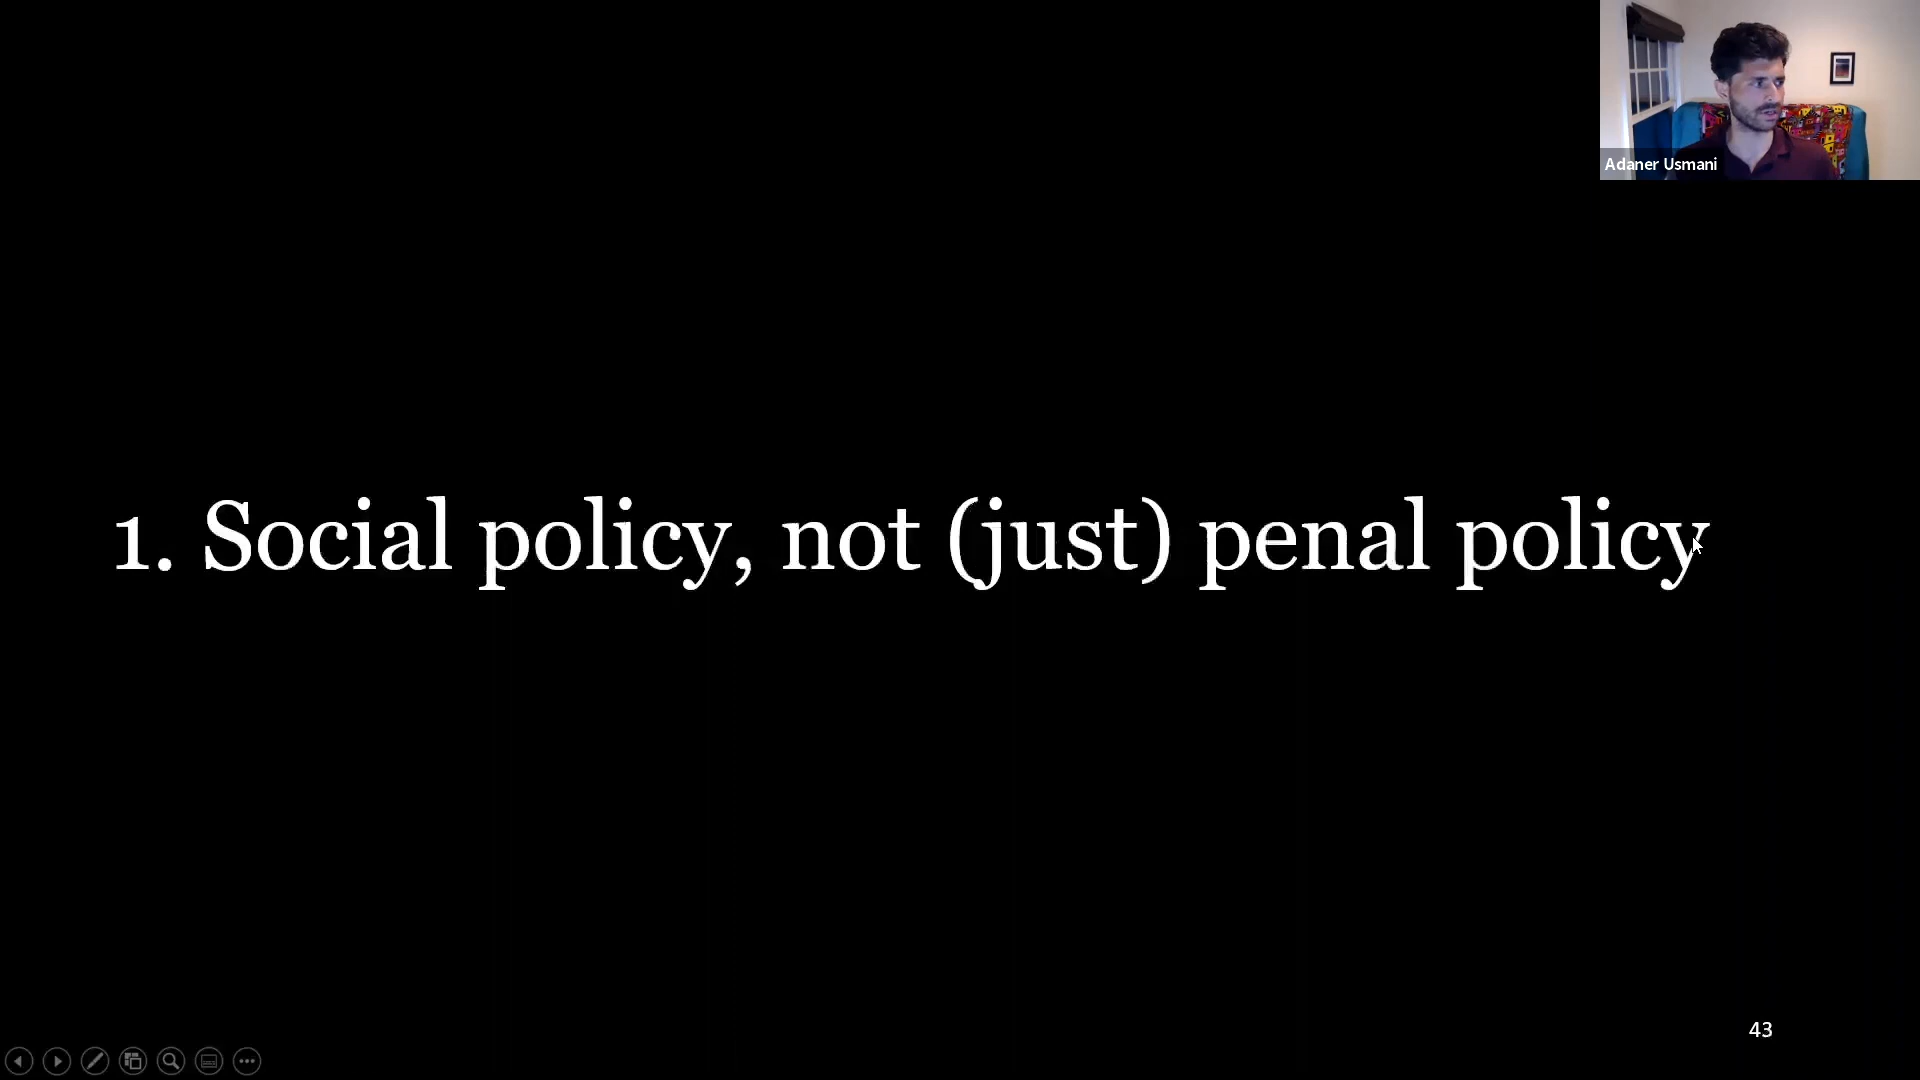 Adaner Usmani
1. Social policy, not (just) penal policy
43